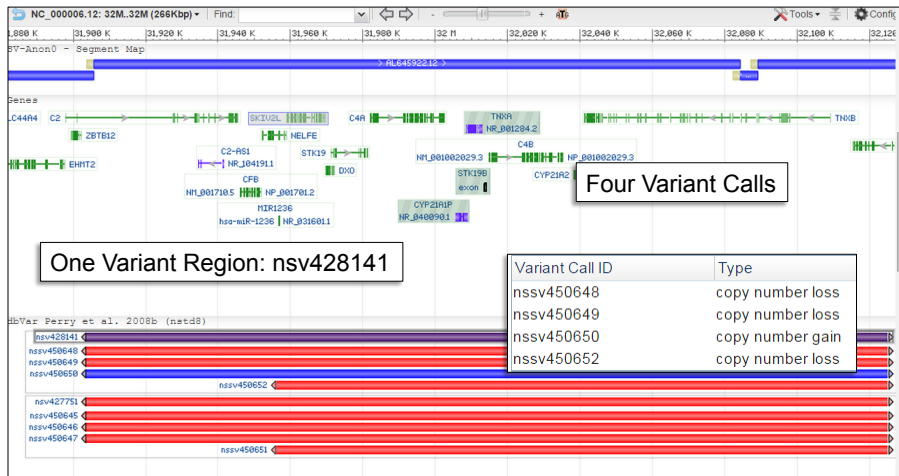 NC_000006.12: 32M..32M (266Kbp) Find: - + ATG Tools Config
1,880 K 31,900 K 31,920 K 31,940 K 31,960 K 31,980 K 32 M 32,020 K 32,040 K 32,060 K 32,080 K 32,100 K 32,120
SV-Anon0 - Segment Map
> AL645922.12 >
Genes
LC44A4 C2 SKIV2L C4A TNXA TNXB
NR_001284.2
ZBTB12 NELFE
C2-AS1 STK19 C4B
EHMT2 NR_104191.1 NM_001002029.3 NP_001002029.3
CFB DXO STK19B CYP21A2
NM_001710.5 NP_001701.2 exon
MIR1236 CYP21A1P
hsa-miR-1236 NR_031601.1 NR_040090.1
Four Variant Calls
One Variant Region: nsv428141
Variant Call ID Type
nssv450648 copy number loss
nssv450649 copy number loss
nssv450650 copy number gain
nssv450652 copy number loss
dbVar Perry et al. 2008b (nstd8)
nsv428141
nssv450648
nssv450649
nssv450650
nssv450652
nsv427751
nssv450645
nssv450646
nssv450647
nssv450651